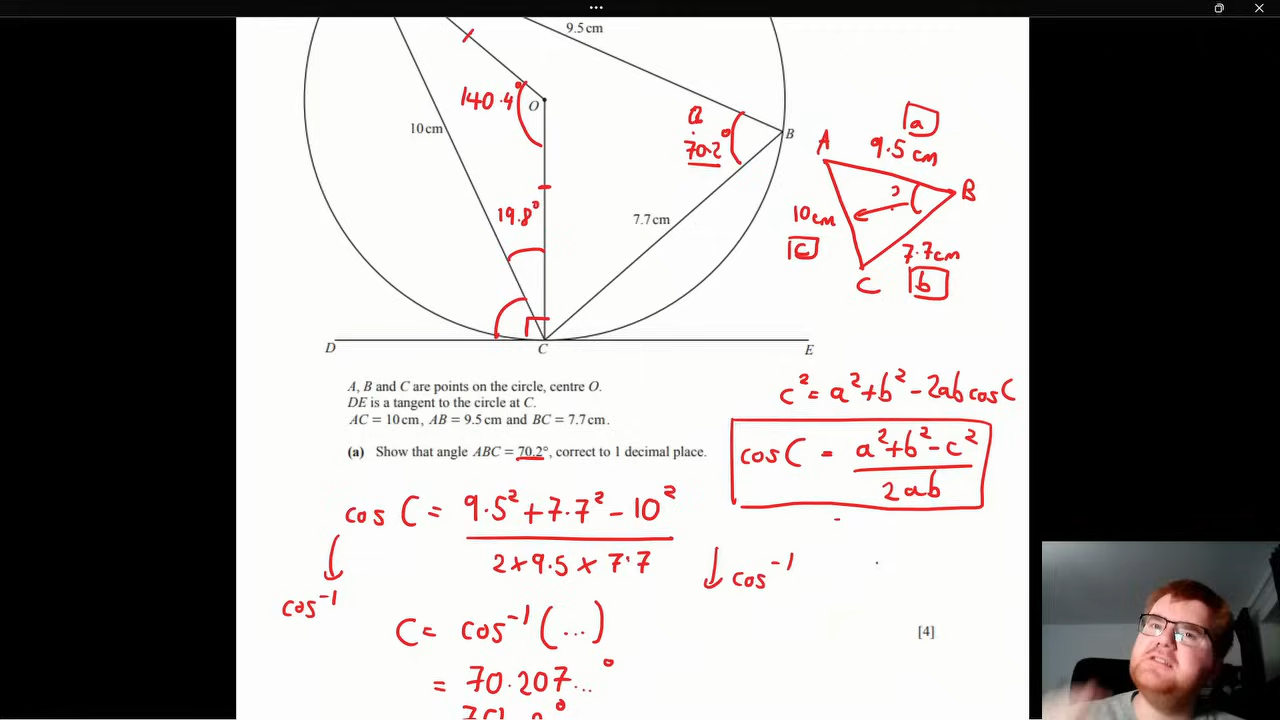 9.5 cm
140.4°
O
B
70.2°
10 cm
19.8°
7.7 cm
D
C
E
a
A
9.5 cm
B
?
10cm
c
7.7cm
C
b
A, B and C are points on the circle, centre O.
DE is a tangent to the circle at C.
AC = 10 cm, AB = 9.5 cm and BC = 7.7 cm.
(a) Show that angle ABC = 70.2°, correct to 1 decimal place.
c² = a² + b² - 2ab cos C
cos C = a² + b² - c²
2ab
cos C = 9.5² + 7.7² - 10²
2 × 9.5 × 7.7
cos⁻¹
cos⁻¹
C = cos⁻¹ (...)
[4]
= 70.207...°